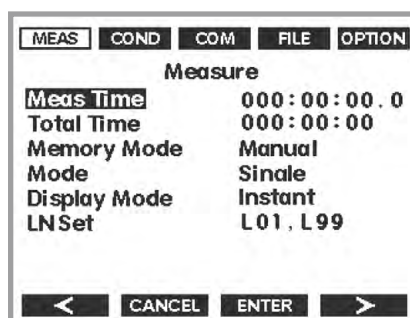 MEAS COND COM FILE OPTION
Measure
Meas Time 000:00:00.0
Total Time 000:00:00
Memory Mode Manual
Mode Sinale
Display Mode Instant
LNSet L01, L99
< CANCEL ENTER >